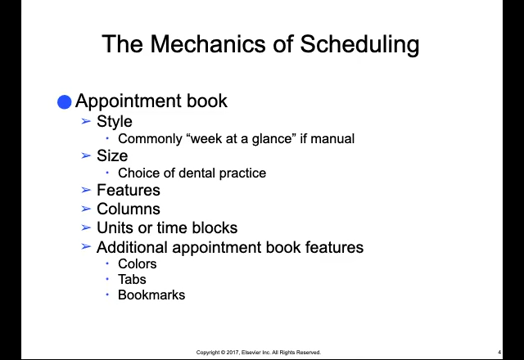 The Mechanics of Scheduling
● Appointment book
➢ Style
• Commonly “week at a glance” if manual
➢ Size
• Choice of dental practice
➢ Features
➢ Columns
➢ Units or time blocks
➢ Additional appointment book features
• Colors
• Tabs
• Bookmarks
Copyright © 2017, Elsevier Inc. All Rights Reserved.
4